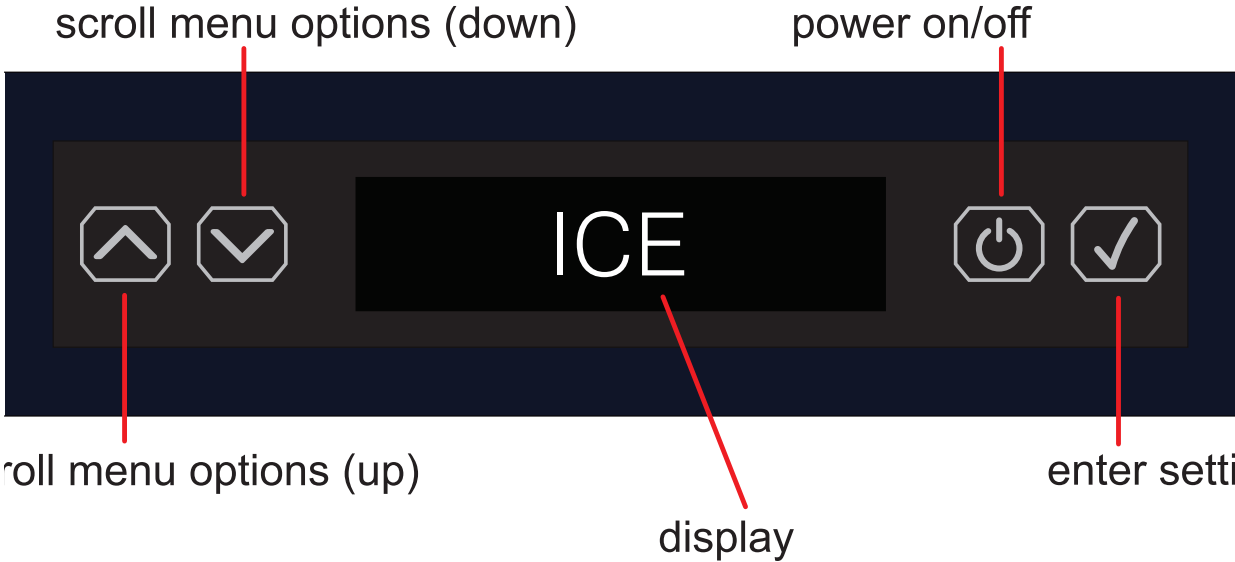 scroll menu options (down)
power on/off
ICE
roll menu options (up)
enter setti
display